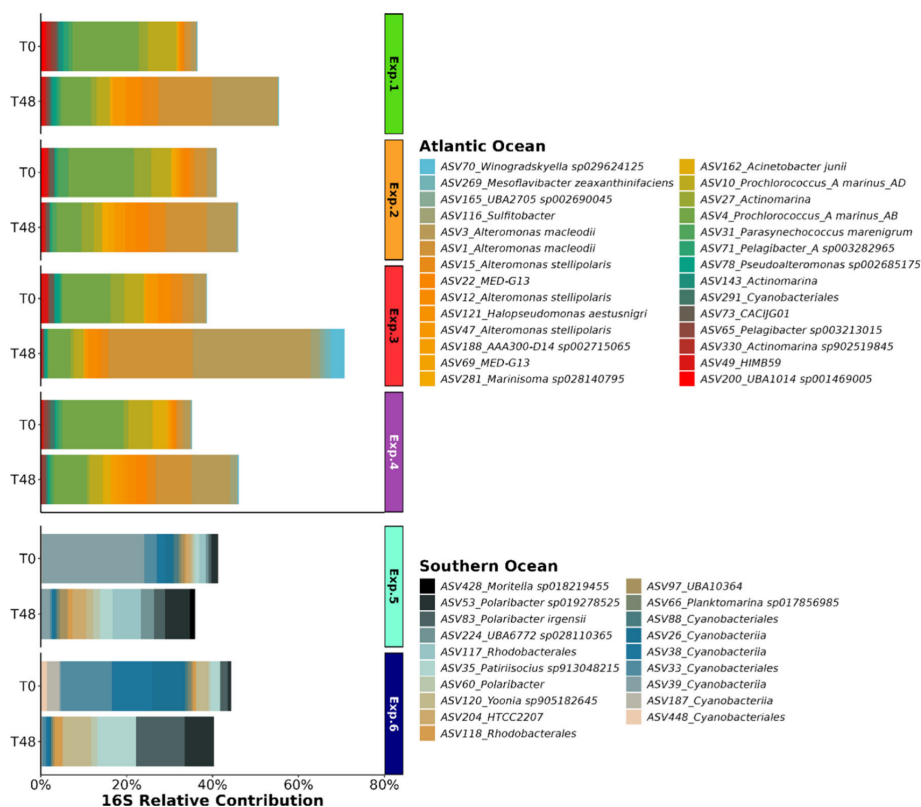 T0
T48
Exp.1
T0
T48
Exp.2
T0
T48
Exp.3
T0
T48
Exp.4
T0
T48
Exp.5
T0
T48
Exp.6
0%
20%
40%
60%
80%
16S Relative Contribution
Atlantic Ocean
ASV70_Winogradskyella sp029624125
ASV269_Mesoflavibacter zeaxanthinifaciens
ASV165_UBA2705 sp002690045
ASV116_Sulfitobacter
ASV3_Alteromonas macleodii
ASV1_Alteromonas macleodii
ASV15_Alteromonas stellipolaris
ASV22_MED-G13
ASV12_Alteromonas stellipolaris
ASV121_Halopseudomonas aestusnigri
ASV47_Alteromonas stellipolaris
ASV188_AAA300-D14 sp002715065
ASV69_MED-G13
ASV281_Marinisoma sp028140795
ASV162_Acinetobacter junii
ASV10_Prochlorococcus_A marinus_AD
ASV27_Actinomarina
ASV4_Prochlorococcus_A marinus_AB
ASV31_Parasynechococcus marenigrum
ASV71_Pelagibacter_A sp003282965
ASV78_Pseudoalteromonas sp002685175
ASV143_Actinomarina
ASV291_Cyanobacteriales
ASV73_CACIJG01
ASV65_Pelagibacter sp003213015
ASV330_Actinomarina sp902519845
ASV49_HIMB59
ASV200_UBA1014 sp001469005
Southern Ocean
ASV428_Moritella sp018219455
ASV53_Polaribacter sp019278525
ASV83_Polaribacter irgensii
ASV224_UBA6772 sp028110365
ASV117_Rhodobacterales
ASV35_Patiriisocius sp913048215
ASV60_Polaribacter
ASV120_Yoonia sp905182645
ASV204_HTCC2207
ASV118_Rhodobacterales
ASV97_UBA10364
ASV66_Planktomarina sp017856985
ASV88_Cyanobacteriales
ASV26_Cyanobacteriia
ASV38_Cyanobacteriia
ASV33_Cyanobacteriales
ASV39_Cyanobacteriia
ASV187_Cyanobacteriia
ASV448_Cyanobacteriales